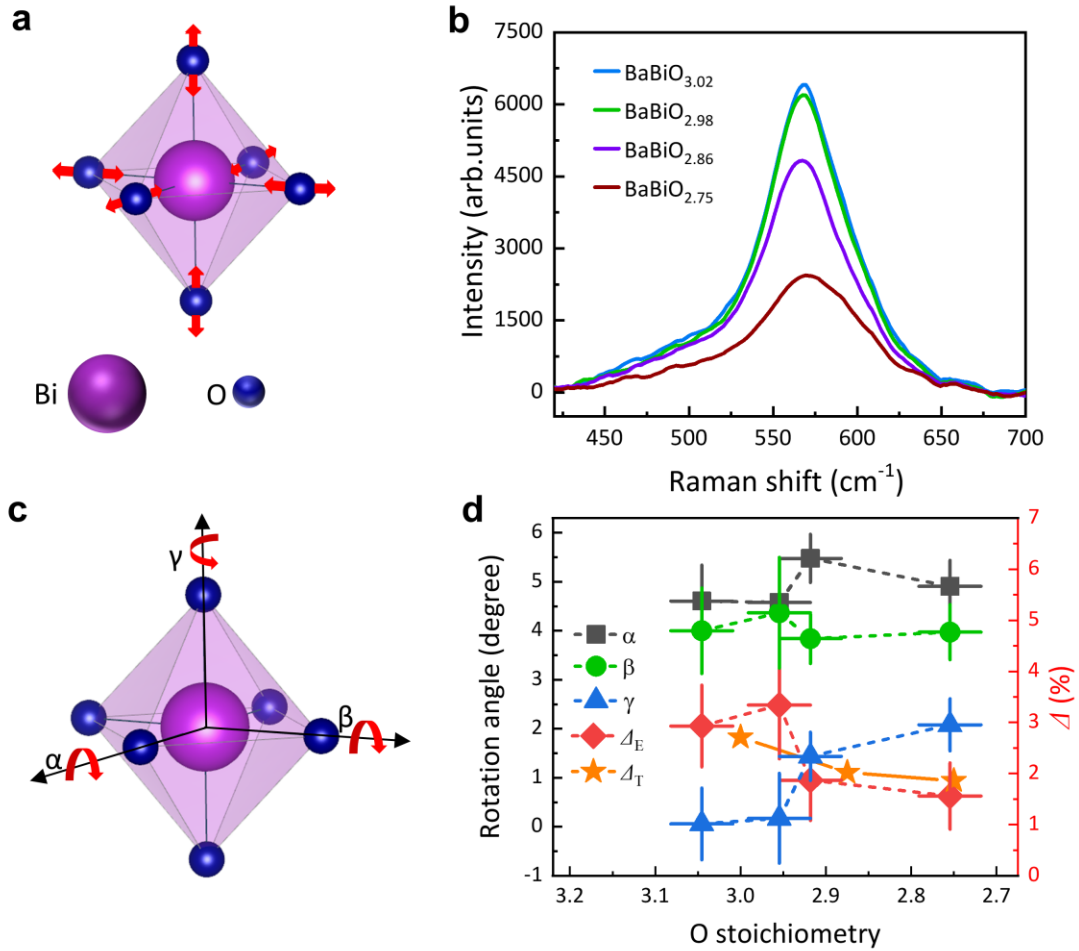 a
Bi
O
b
7500
6000
4500
3000
1500
0
Intensity (arb.units)
BaBiO3.02
BaBiO2.98
BaBiO2.86
BaBiO2.75
450 500 550 600 650 700
Raman shift (cm-1)
c
γ
β
α
d
6
5
4
3
2
1
0
-1
Rotation angle (degree)
α
β
γ
ΔE
ΔT
7
6
5
4
3
2
1
0
Δ (%)
3.2 3.1 3.0 2.9 2.8 2.7
O stoichiometry